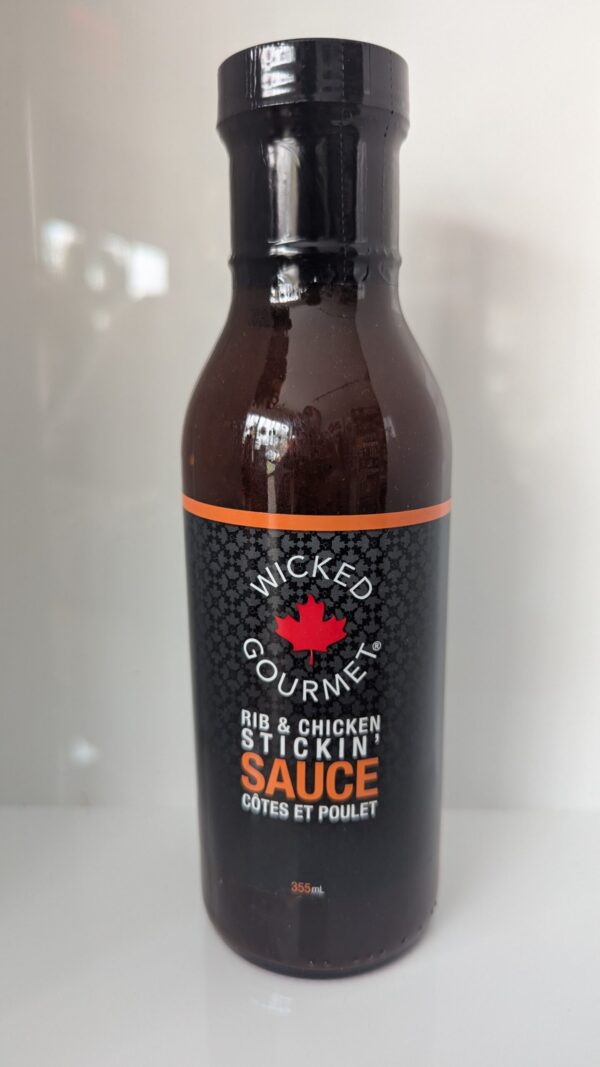 WICKED
GOURMET®
RIB & CHICKEN
STICKIN'
SAUCE
CÔTES ET POULET
355mL